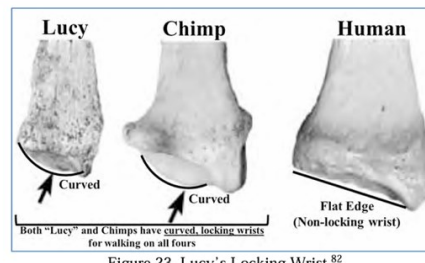 Lucy Chimp Human
Curved
Curved
Flat Edge
(Non-locking wrist)
Both "Lucy" and Chimps have curved, locking wrists
for walking on all fours
Figure 23. Lucy's Locking Wrist.82